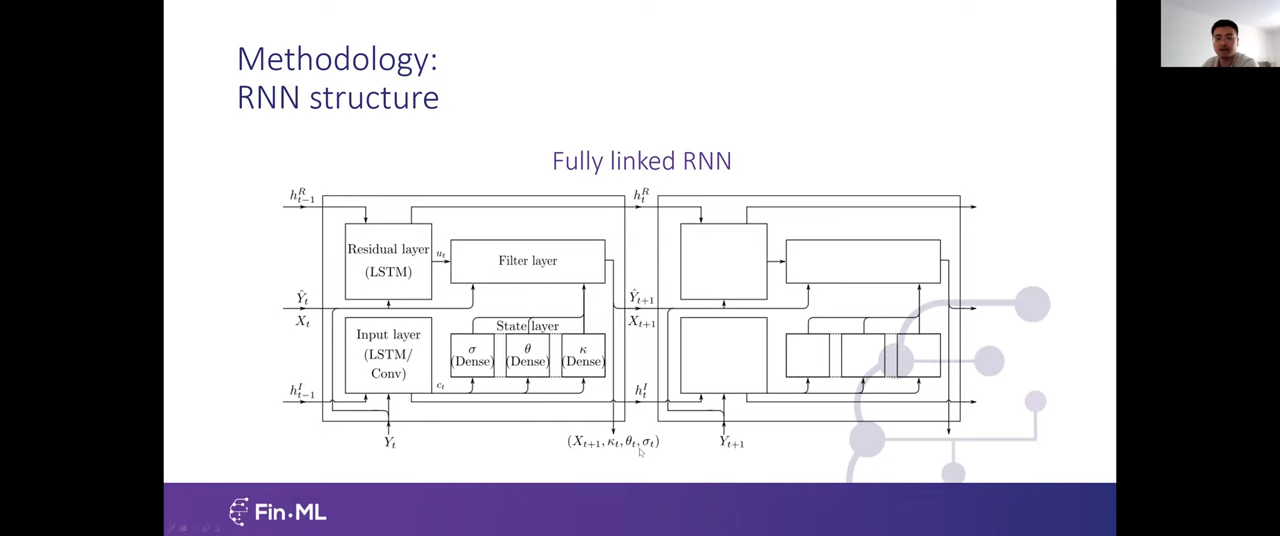 Methodology:
RNN structure
Fully linked RNN
h^R_{t-1}
h^R_t
Residual layer
(LSTM)
u_t
Filter layer
Ŷ_t
X_t
Ŷ_{t+1}
X_{t+1}
Input layer
(LSTM/
Conv)
State layer
σ
(Dense)
θ
(Dense)
κ
(Dense)
c_t
h^I_{t-1}
h^I_t
Y_t
(X_{t+1}, κ_t, θ_t, σ_t)
Y_{t+1}
Fin·ML